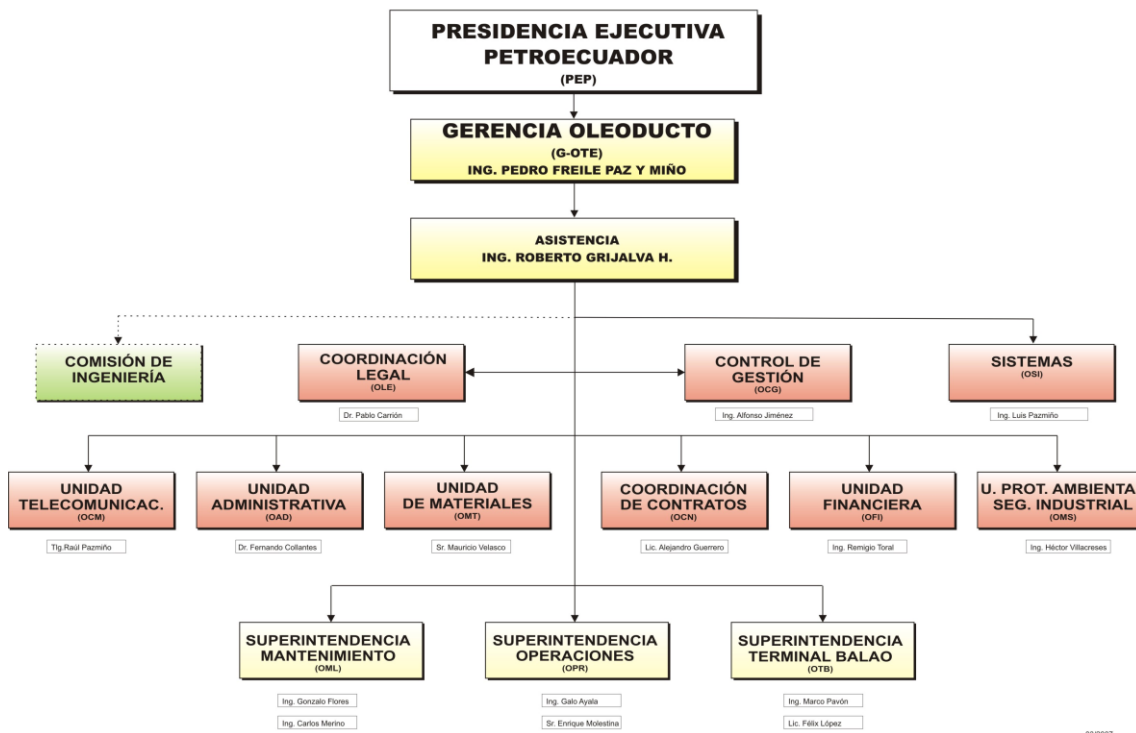 PRESIDENCIA EJECUTIVA
PETROECUADOR
(PEP)
GERENCIA OLEODUCTO
(G-OTE)
ING. PEDRO FREILE PAZ Y MIÑO
ASISTENCIA
ING. ROBERTO GRIJALVA H.
COMISIÓN DE
INGENIERÍA
COORDINACIÓN
LEGAL
(OLE)
Dr. Pablo Carrión
CONTROL DE
GESTIÓN
(OCG)
Ing. Alfonso Jiménez
SISTEMAS
(OSI)
Ing. Luis Pazmiño
UNIDAD
TELECOMUNICAC.
(OCM)
Tlg.Raúl Pazmiño
UNIDAD
ADMINISTRATIVA
(OAD)
Dr. Fernando Collantes
UNIDAD
DE MATERIALES
(OMT)
Sr. Mauricio Velasco
COORDINACIÓN
DE CONTRATOS
(OCN)
Lic. Alejandro Guerrero
UNIDAD
FINANCIERA
(OFI)
Ing. Remigio Toral
U. PROT. AMBIENTA
SEG. INDUSTRIAL
(OMS)
Ing. Héctor Villacreses
SUPERINTENDENCIA
MANTENIMIENTO
(OML)
Ing. Gonzalo Flores
Ing. Carlos Merino
SUPERINTENDENCIA
OPERACIONES
(OPR)
Ing. Galo Ayala
Sr. Enrique Molestina
SUPERINTENDENCIA
TERMINAL BALAO
(OTB)
Ing. Marco Pavón
Lic. Félix López